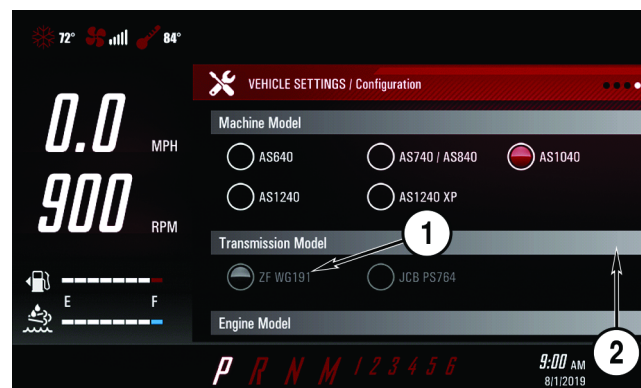 72° 84°
VEHICLE SETTINGS / Configuration
0.0 MPH
900 RPM
Machine Model
AS640 AS740 / AS840 AS1040
AS1240 AS1240 XP
1
Transmission Model
ZF WG191 JCB PS764
E F
Engine Model
2
P R N M 1 2 3 4 5 6
9:00 AM
8/1/2019